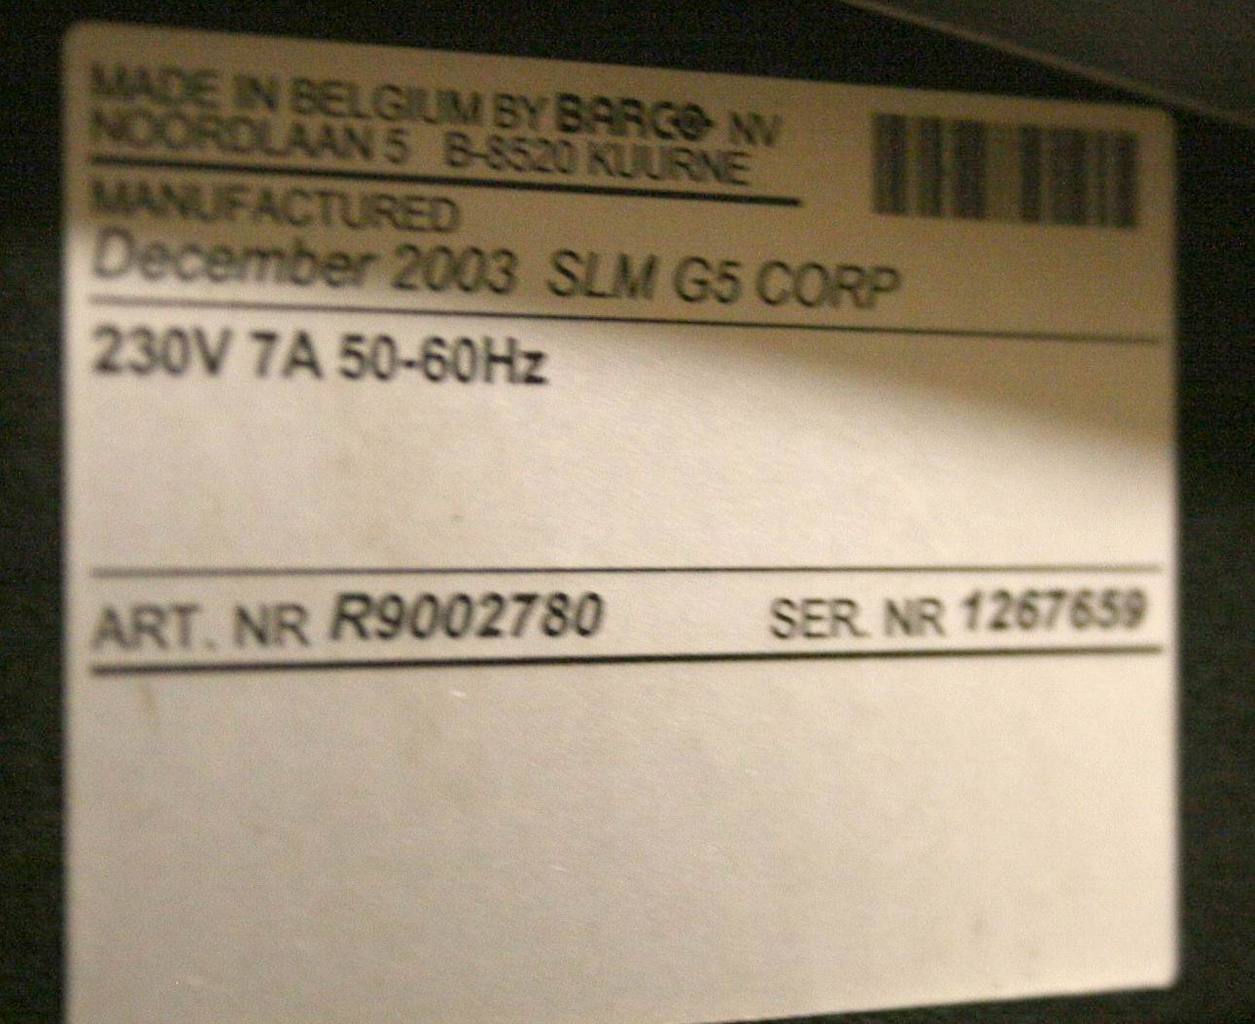 MADE IN BELGIUM BY BARCO NV
NOORDLAAN 5 B-8520 KUURNE
MANUFACTURED
December 2003 SLM G5 CORP
230V 7A 50-60Hz
ART. NR R9002780 SER. NR 1267659